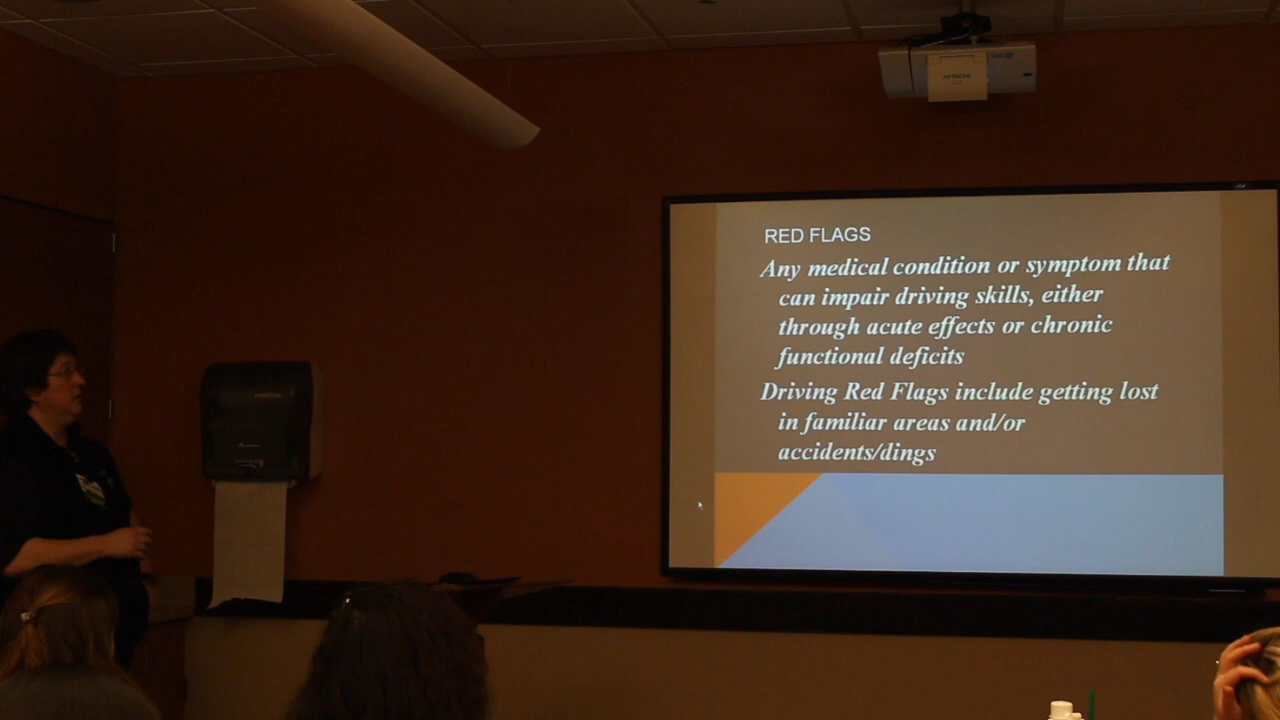 HITACHI
RED FLAGS
Any medical condition or symptom that
can impair driving skills, either
through acute effects or chronic
functional deficits
Driving Red Flags include getting lost
in familiar areas and/or
accidents/dings